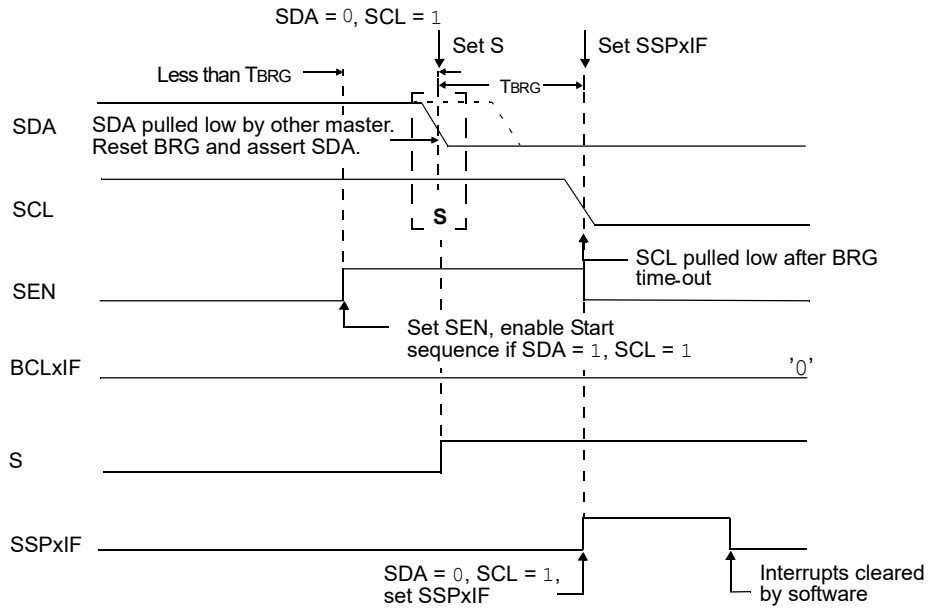 SDA = 0, SCL = 1
Set S
Set SSPxIF
Less than TBRG
TBRG
SDA
SDA pulled low by other master.
Reset BRG and assert SDA.
SCL
S
SCL pulled low after BRG
time-out
SEN
Set SEN, enable Start
sequence if SDA = 1, SCL = 1
BCLxIF
'0'
S
SSPxIF
SDA = 0, SCL = 1,
set SSPxIF
Interrupts cleared
by software